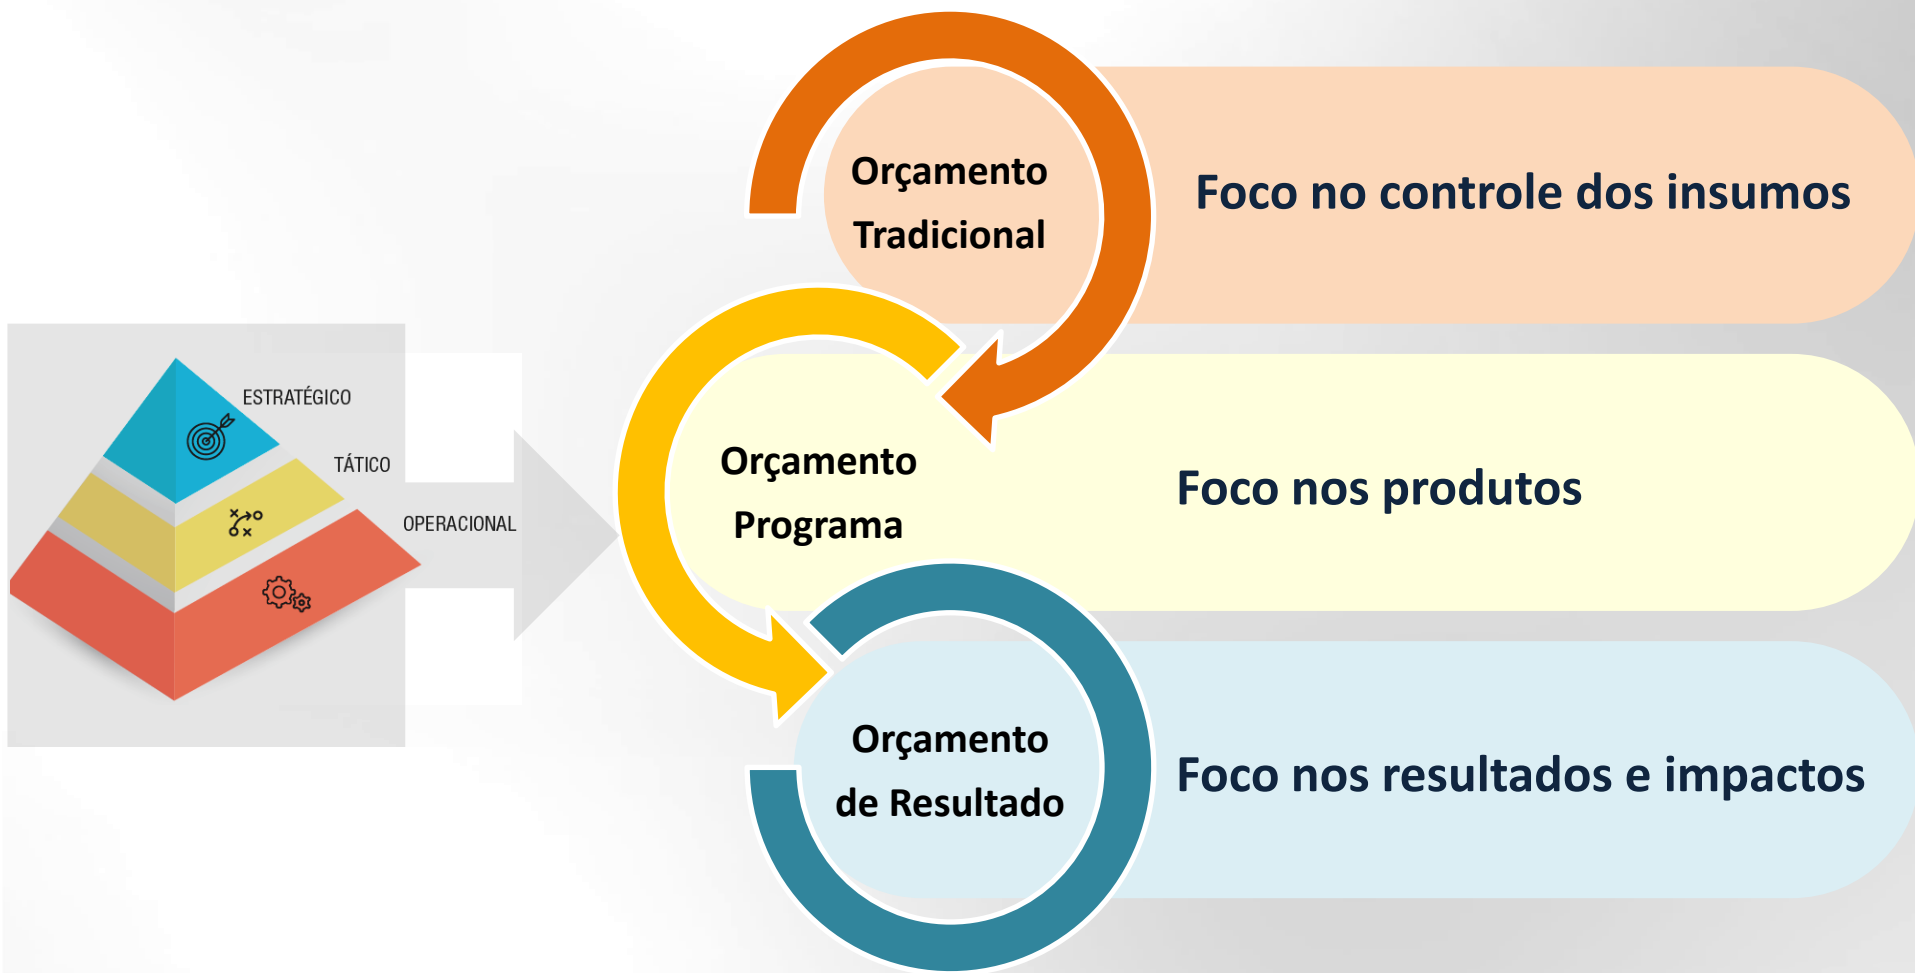 ESTRATÉGICO
TÁTICO
OPERACIONAL
Orçamento
Tradicional
Foco no controle dos insumos
Orçamento
Programa
Foco nos produtos
Orçamento
de Resultado
Foco nos resultados e impactos